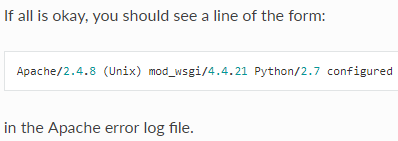 If all is okay, you should see a line of the form:
Apache/2.4.8 (Unix) mod_wsgi/4.4.21 Python/2.7 configured
in the Apache error log file.